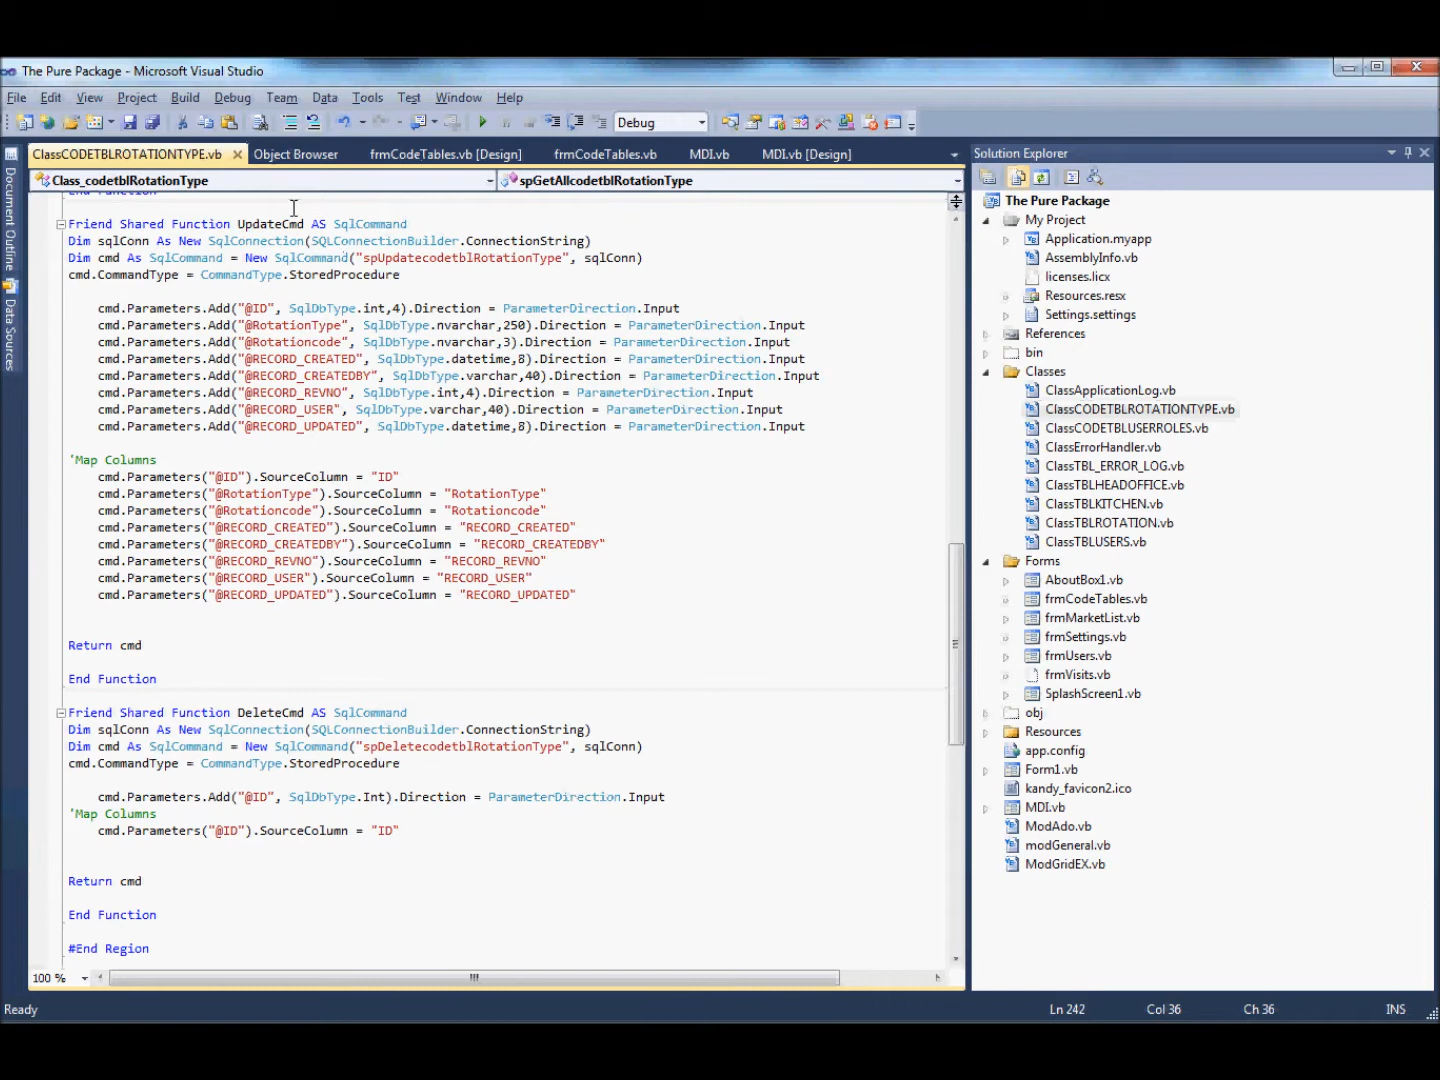 The Pure Package - Microsoft Visual Studio
File Edit View Project Build Debug Team Data Tools Test Window Help
Debug
ClassCODETBLROTATIONTYPE.vb Object Browser frmCodeTables.vb [Design] frmCodeTables.vb MDI.vb MDI.vb [Design]
Class_codetblRotationType spGetAllcodetblRotationType
Document Outline
Data Sources
End Function
Friend Shared Function UpdateCmd AS SqlCommand
Dim sqlConn As New SqlConnection(SQLConnectionBuilder.ConnectionString)
Dim cmd As SqlCommand = New SqlCommand("spUpdatecodetblRotationType", sqlConn)
cmd.CommandType = CommandType.StoredProcedure
cmd.Parameters.Add("@ID", SqlDbType.int,4).Direction = ParameterDirection.Input
cmd.Parameters.Add("@RotationType", SqlDbType.nvarchar,250).Direction = ParameterDirection.Input
cmd.Parameters.Add("@Rotationcode", SqlDbType.nvarchar,3).Direction = ParameterDirection.Input
cmd.Parameters.Add("@RECORD_CREATED", SqlDbType.datetime,8).Direction = ParameterDirection.Input
cmd.Parameters.Add("@RECORD_CREATEDBY", SqlDbType.varchar,40).Direction = ParameterDirection.Input
cmd.Parameters.Add("@RECORD_REVNO", SqlDbType.int,4).Direction = ParameterDirection.Input
cmd.Parameters.Add("@RECORD_USER", SqlDbType.varchar,40).Direction = ParameterDirection.Input
cmd.Parameters.Add("@RECORD_UPDATED", SqlDbType.datetime,8).Direction = ParameterDirection.Input
'Map Columns
cmd.Parameters("@ID").SourceColumn = "ID"
cmd.Parameters("@RotationType").SourceColumn = "RotationType"
cmd.Parameters("@Rotationcode").SourceColumn = "Rotationcode"
cmd.Parameters("@RECORD_CREATED").SourceColumn = "RECORD_CREATED"
cmd.Parameters("@RECORD_CREATEDBY").SourceColumn = "RECORD_CREATEDBY"
cmd.Parameters("@RECORD_REVNO").SourceColumn = "RECORD_REVNO"
cmd.Parameters("@RECORD_USER").SourceColumn = "RECORD_USER"
cmd.Parameters("@RECORD_UPDATED").SourceColumn = "RECORD_UPDATED"
Return cmd
End Function
Friend Shared Function DeleteCmd AS SqlCommand
Dim sqlConn As New SqlConnection(SQLConnectionBuilder.ConnectionString)
Dim cmd As SqlCommand = New SqlCommand("spDeletecodetblRotationType", sqlConn)
cmd.CommandType = CommandType.StoredProcedure
cmd.Parameters.Add("@ID", SqlDbType.Int).Direction = ParameterDirection.Input
'Map Columns
cmd.Parameters("@ID").SourceColumn = "ID"
Return cmd
End Function
#End Region
100 %
Solution Explorer
The Pure Package
My Project
Application.myapp
AssemblyInfo.vb
licenses.licx
Resources.resx
Settings.settings
References
bin
Classes
ClassApplicationLog.vb
ClassCODETBLROTATIONTYPE.vb
ClassCODETBLUSERROLES.vb
ClassErrorHandler.vb
ClassTBL_ERROR_LOG.vb
ClassTBLHEADOFFICE.vb
ClassTBLKITCHEN.vb
ClassTBLROTATION.vb
ClassTBLUSERS.vb
Forms
AboutBox1.vb
frmCodeTables.vb
frmMarketList.vb
frmSettings.vb
frmUsers.vb
frmVisits.vb
SplashScreen1.vb
obj
Resources
app.config
Form1.vb
kandy_favicon2.ico
MDI.vb
ModAdo.vb
modGeneral.vb
ModGridEX.vb
Ready Ln 242 Col 36 Ch 36 INS